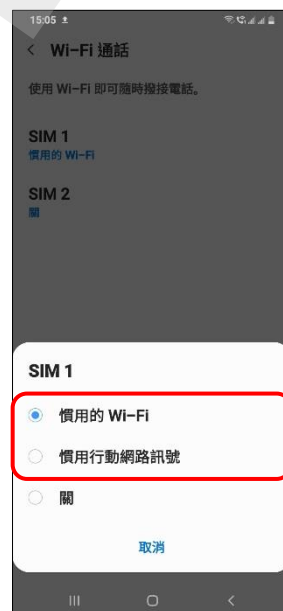 15:05
Wi-Fi 通話
使用 Wi-Fi 即可隨時撥接電話。
SIM 1
慣用的 Wi-Fi
SIM 2
關
SIM 1
慣用的 Wi-Fi
慣用行動網路訊號
關
取消